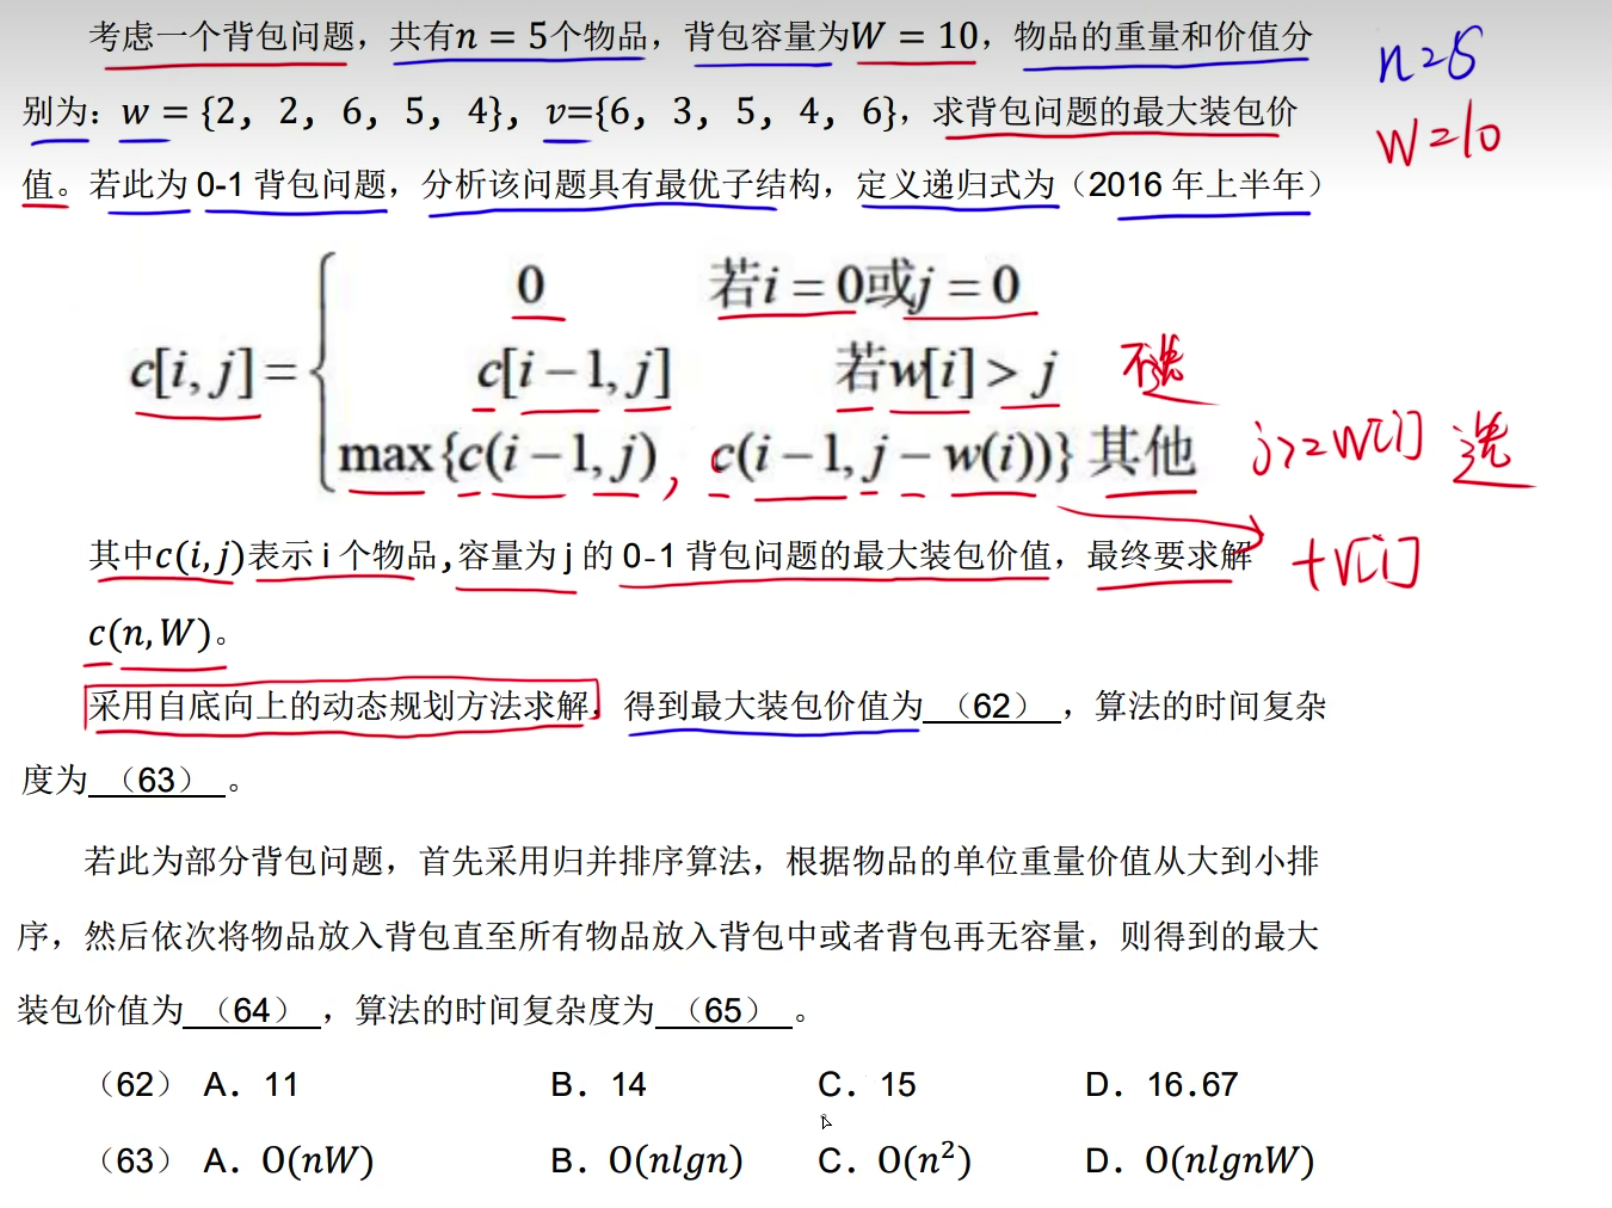 考虑一个背包问题，共有n = 5个物品，背包容量为W = 10，物品的重量和价值分
n=5
别为：w = {2, 2, 6, 5, 4}, v={6, 3, 5, 4, 6}，求背包问题的最大装包价
W=10
值。若此为 0-1 背包问题，分析该问题具有最优子结构，定义递归式为（2016 年上半年）
0 若i = 0或j = 0
c[i, j]= c[i − 1, j] 若w[i] > j 不选
max{c(i − 1, j), c(i − 1, j − w(i))} 其他 j>=W[i] 选
其中c(i, j)表示 i 个物品,容量为 j 的 0-1 背包问题的最大装包价值，最终要求解 +V[i]
c(n, W)。
采用自底向上的动态规划方法求解，得到最大装包价值为（62），算法的时间复杂
度为（63）。
若此为部分背包问题，首先采用归并排序算法，根据物品的单位重量价值从大到小排
序，然后依次将物品放入背包直至所有物品放入背包中或者背包再无容量，则得到的最大
装包价值为（64），算法的时间复杂度为（65）。
（62） A. 11 B. 14 C. 15 D. 16.67
（63） A. O(nW) B. O(nlgn) C. O(n²) D. O(nlgnW)